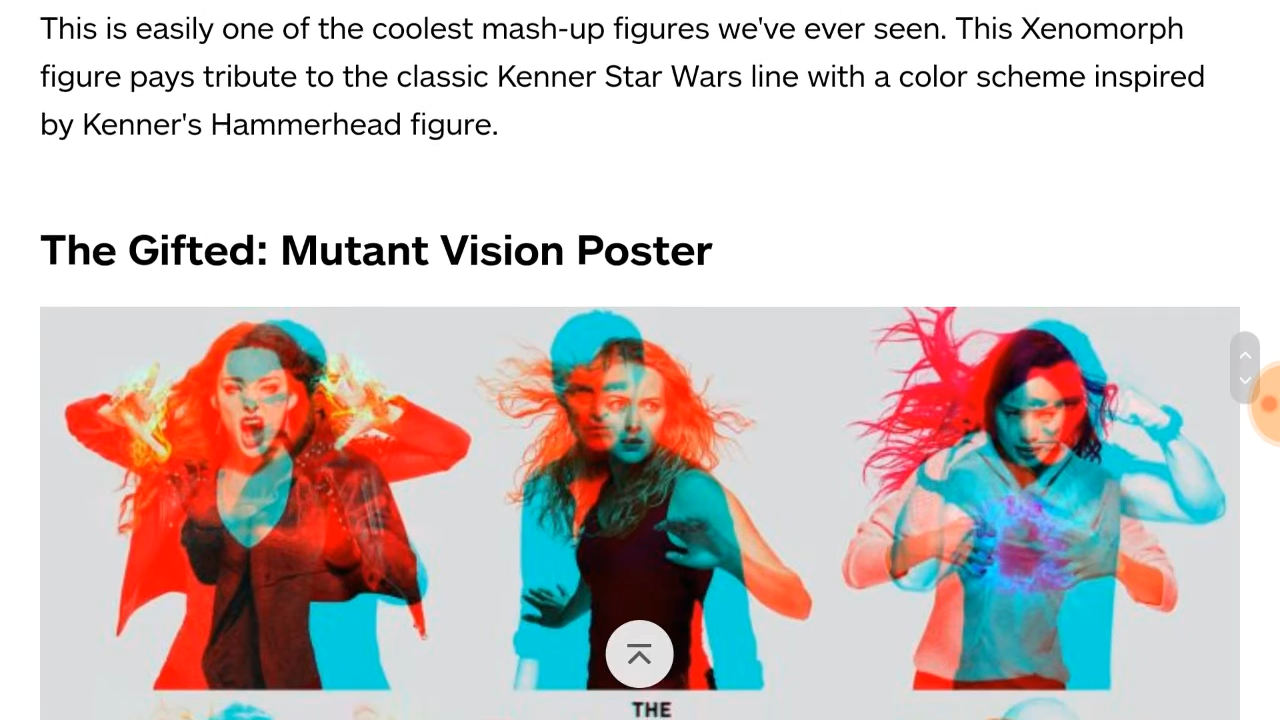 This is easily one of the coolest mash-up figures we've ever seen. This Xenomorph
figure pays tribute to the classic Kenner Star Wars line with a color scheme inspired
by Kenner's Hammerhead figure.
The Gifted: Mutant Vision Poster
THE